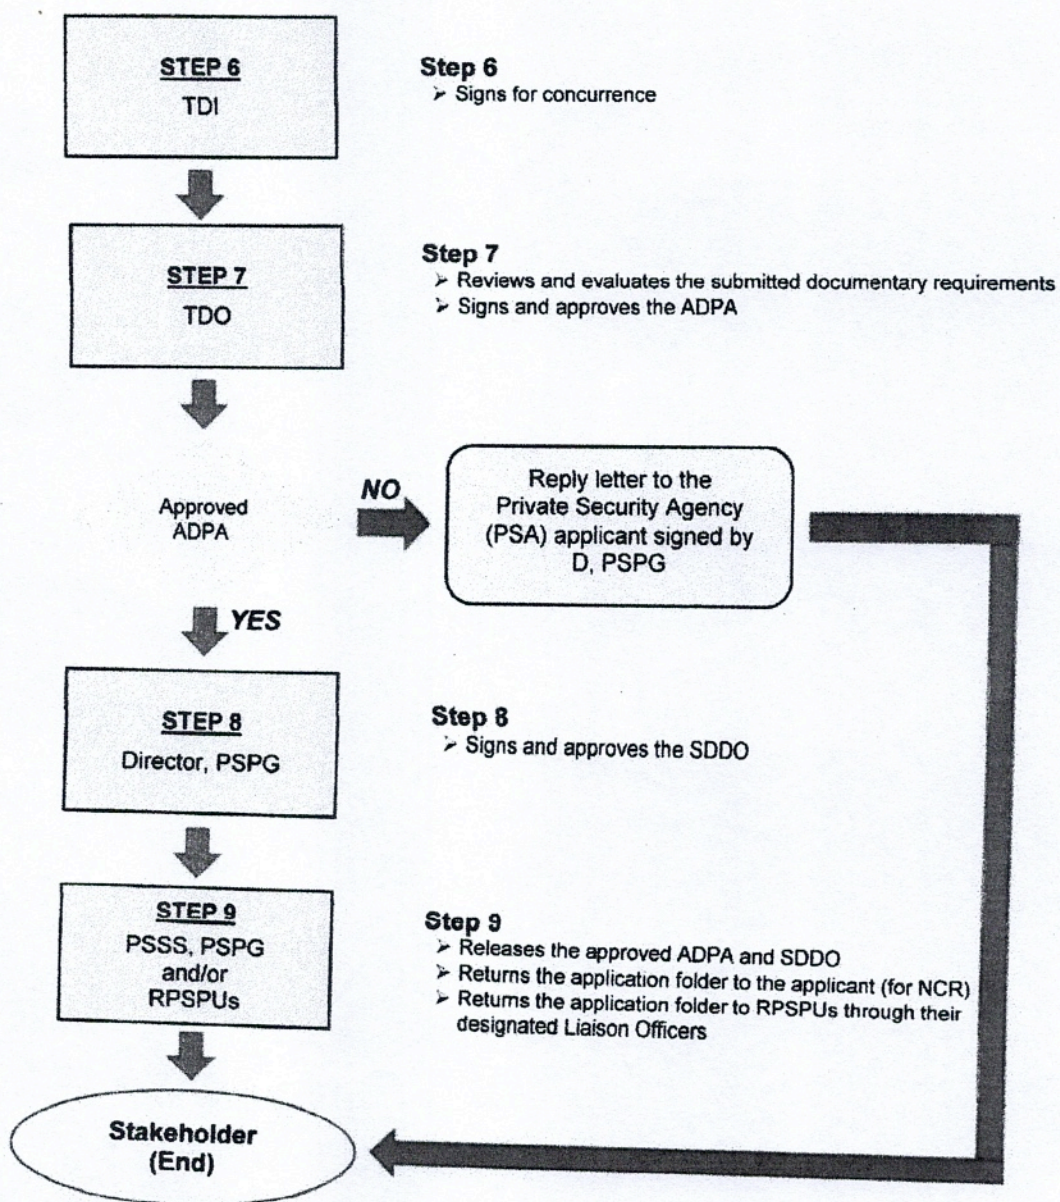 STEP 6
TDI
Step 6
➢ Signs for concurrence
STEP 7
TDO
Step 7
➢ Reviews and evaluates the submitted documentary requirements
➢ Signs and approves the ADPA
Approved
ADPA
NO
Reply letter to the
Private Security Agency
(PSA) applicant signed by
D, PSPG
YES
STEP 8
Director, PSPG
Step 8
➢ Signs and approves the SDDO
STEP 9
PSSS, PSPG
and/or
RPSPUs
Step 9
➢ Releases the approved ADPA and SDDO
➢ Returns the application folder to the applicant (for NCR)
➢ Returns the application folder to RPSPUs through their
designated Liaison Officers
Stakeholder
(End)